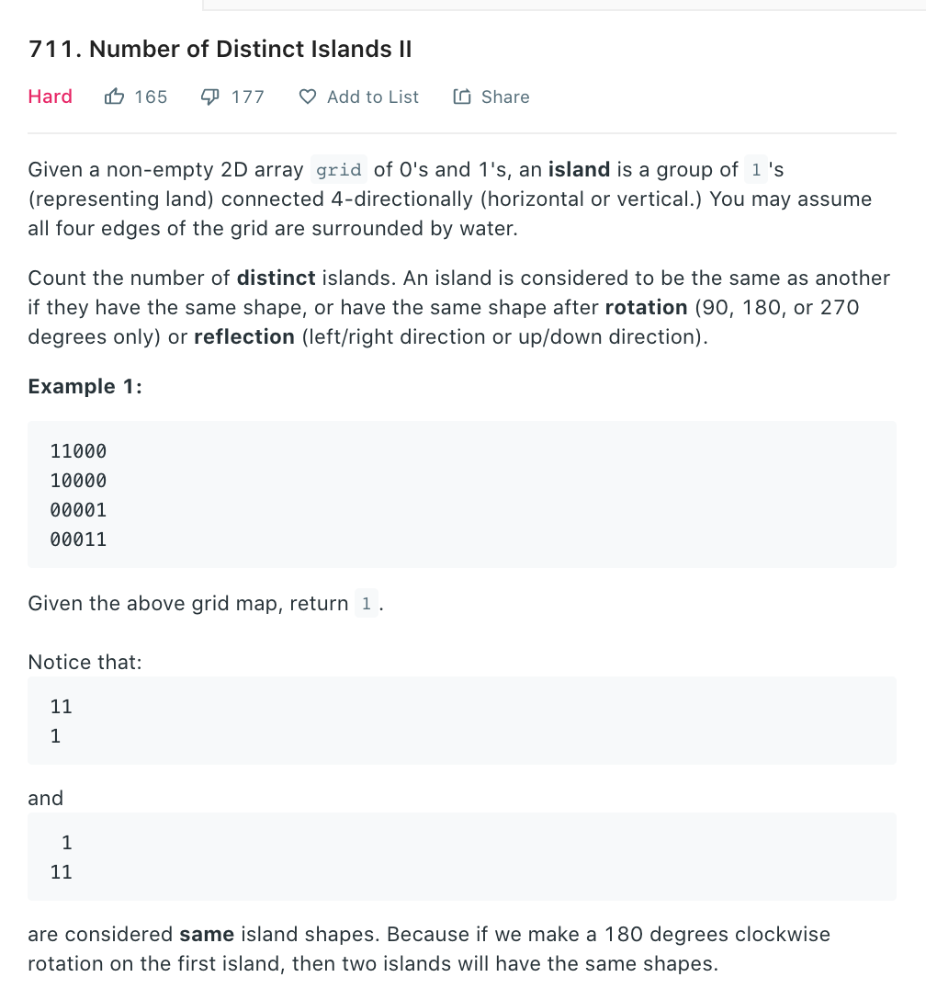 711. Number of Distinct Islands II
Hard 165 177 Add to List Share
Given a non-empty 2D array grid of 0's and 1's, an island is a group of 1 's
(representing land) connected 4-directionally (horizontal or vertical.) You may assume
all four edges of the grid are surrounded by water.
Count the number of distinct islands. An island is considered to be the same as another
if they have the same shape, or have the same shape after rotation (90, 180, or 270
degrees only) or reflection (left/right direction or up/down direction).
Example 1:
11000
10000
00001
00011
Given the above grid map, return 1 .
Notice that:
11
1
and
 1
11
are considered same island shapes. Because if we make a 180 degrees clockwise
rotation on the first island, then two islands will have the same shapes.